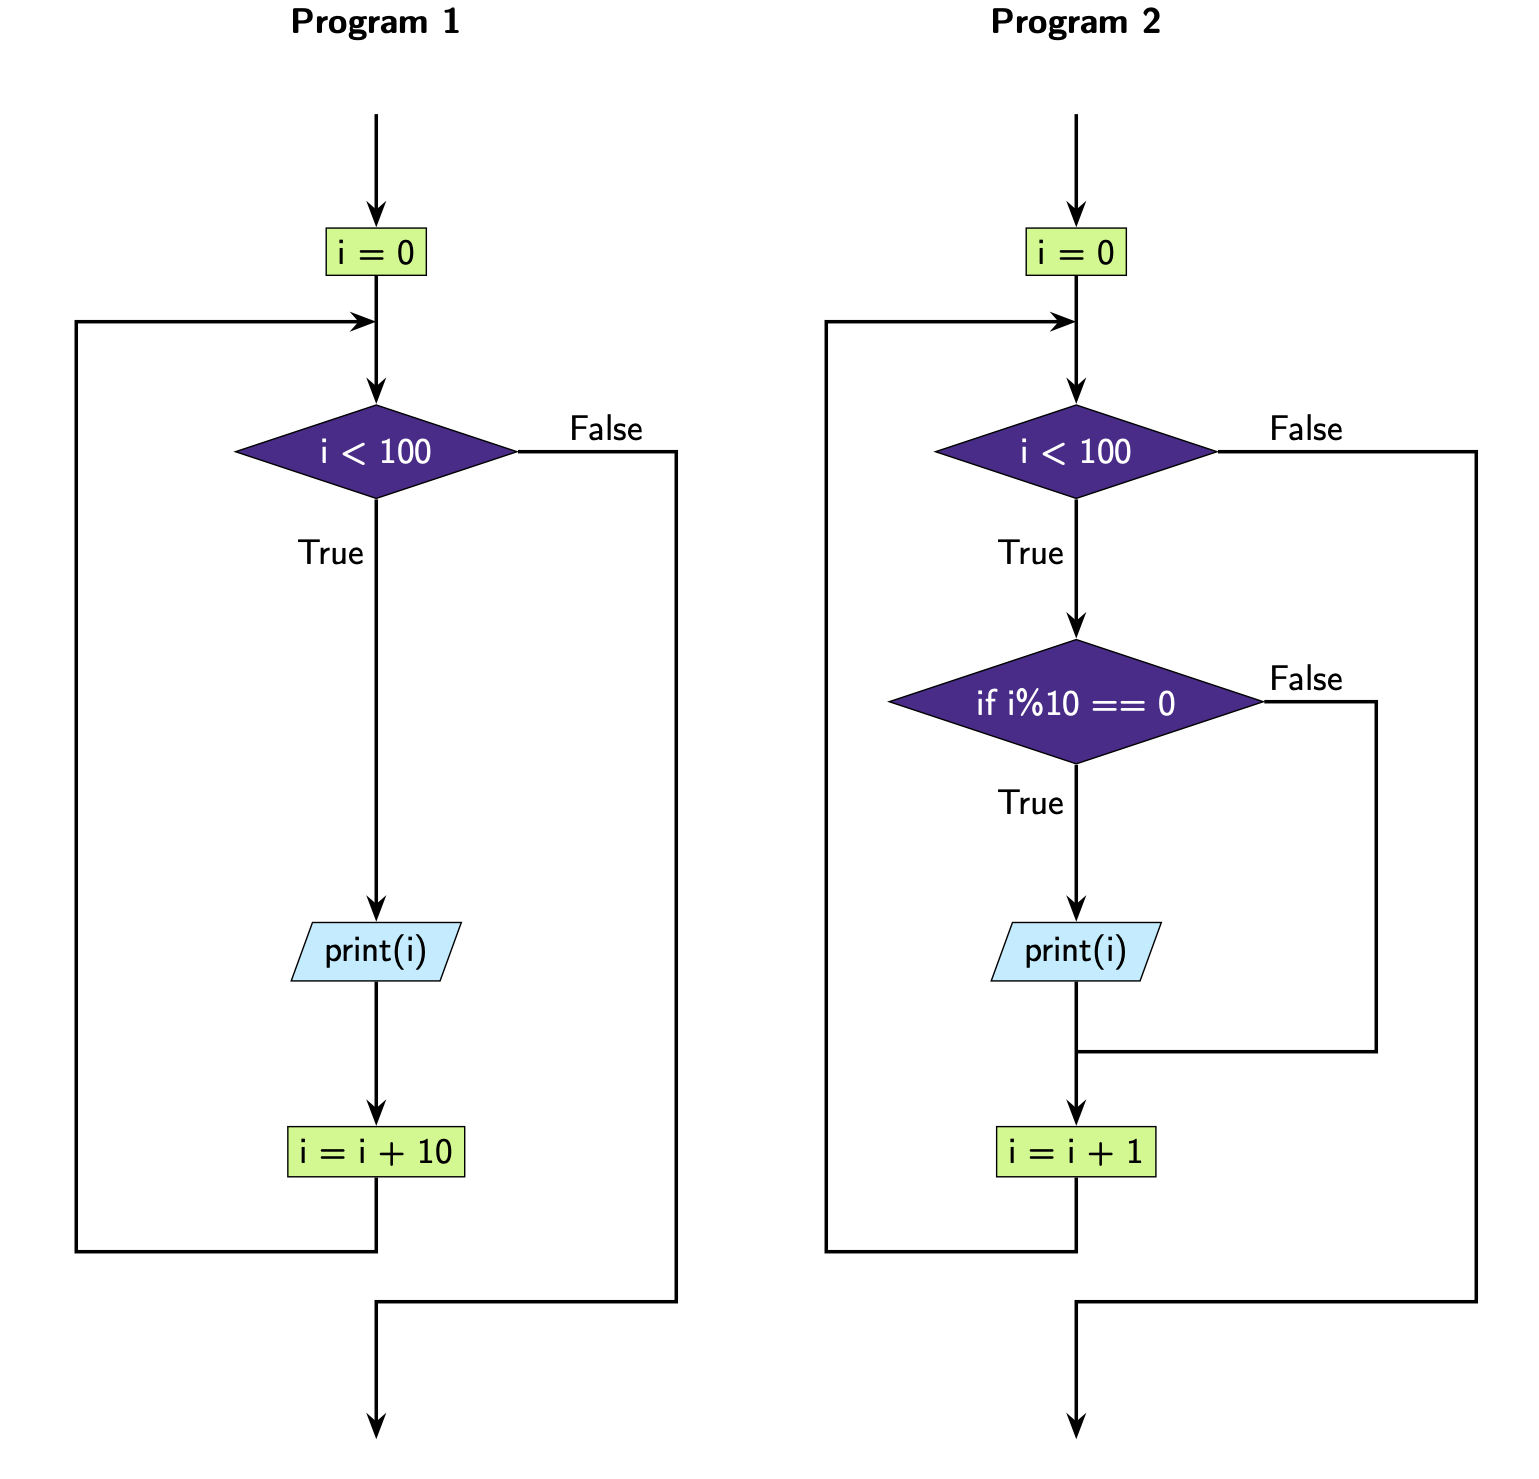 Program 1
i = 0
i < 100
False
True
print(i)
i = i + 10
Program 2
i = 0
i < 100
False
True
if i%10 == 0
False
True
print(i)
i = i + 1